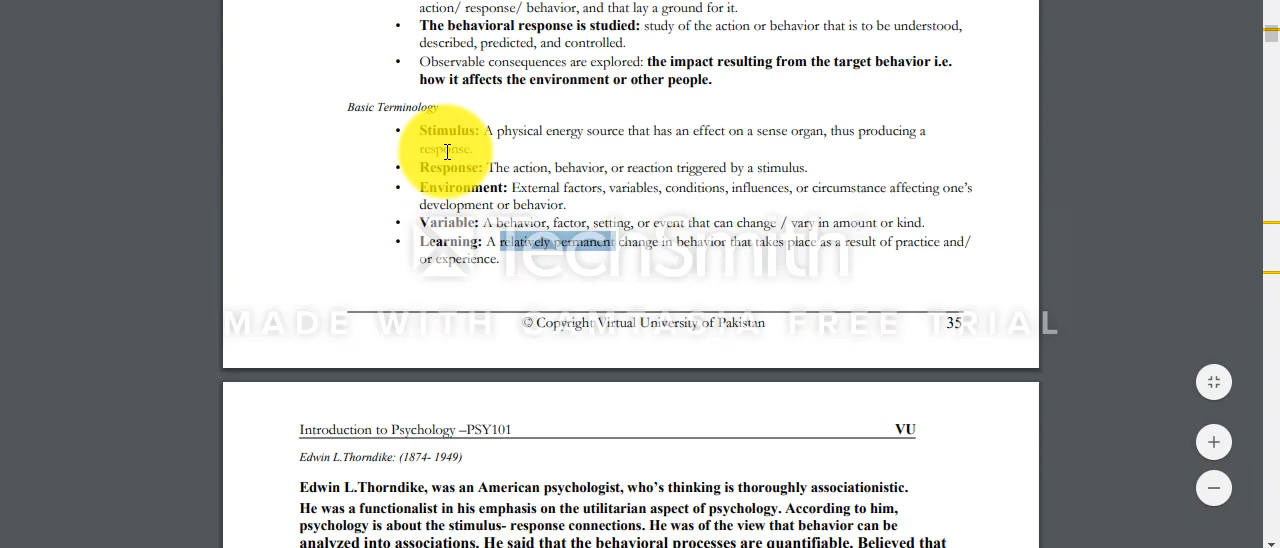 action/ response/ behavior, and that lay a ground for it.
• The behavioral response is studied: study of the action or behavior that is to be understood,
described, predicted, and controlled.
• Observable consequences are explored: the impact resulting from the target behavior i.e.
how it affects the environment or other people.
Basic Terminology
• Stimulus: A physical energy source that has an effect on a sense organ, thus producing a
response.
• Response: The action, behavior, or reaction triggered by a stimulus.
• Environment: External factors, variables, conditions, influences, or circumstance affecting one's
development or behavior.
• Variable: A behavior, factor, setting, or event that can change / vary in amount or kind.
• Learning: A relatively permanent change in behavior that takes place as a result of practice and/
or experience.
TechSmith
MADE WITH CAMTASIA FREE TRIAL
© Copyright Virtual University of Pakistan 35
Introduction to Psychology –PSY101 VU
Edwin L.Thorndike: (1874- 1949)
Edwin L.Thorndike, was an American psychologist, who's thinking is thoroughly associationistic.
He was a functionalist in his emphasis on the utilitarian aspect of psychology. According to him,
psychology is about the stimulus- response connections. He was of the view that behavior can be
analyzed into associations. He said that the behavioral processes are quantifiable. Believed that